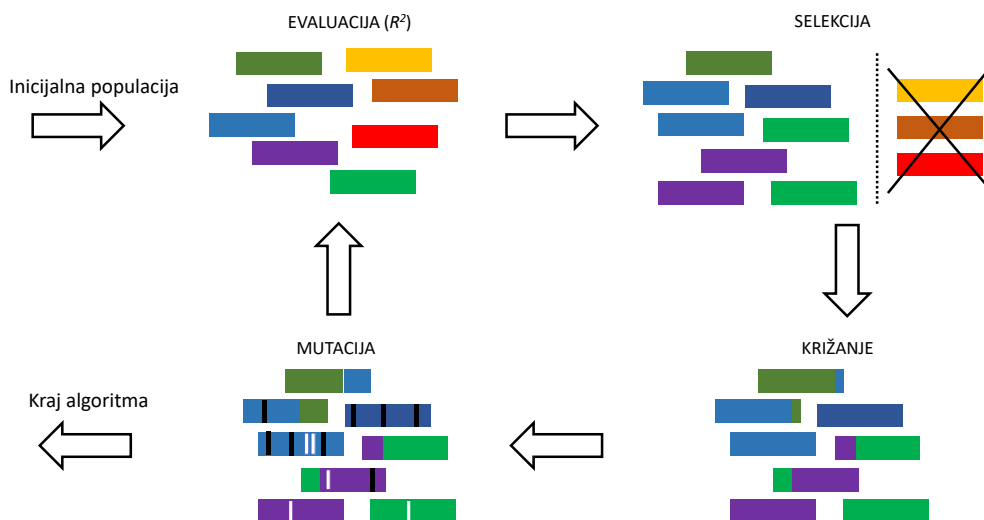 EVALUACIJA (R²)
SELEKCIJA
Inicijalna populacija
MUTACIJA
KRIŽANJE
Kraj algoritma